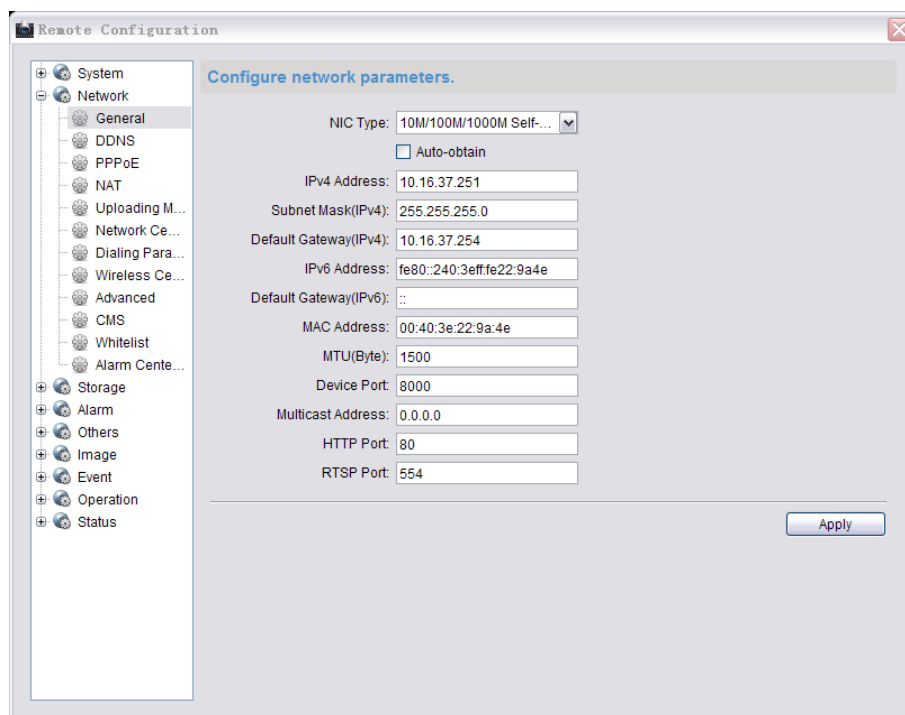 Remote Configuration
System
Network
General
DDNS
PPPoE
NAT
Uploading M...
Network Ce...
Dialing Para...
Wireless Ce...
Advanced
CMS
Whitelist
Alarm Cente...
Storage
Alarm
Others
Image
Event
Operation
Status
Configure network parameters.
NIC Type: 10M/100M/1000M Self-...
Auto-obtain
IPv4 Address: 10.16.37.251
Subnet Mask(IPv4): 255.255.255.0
Default Gateway(IPv4): 10.16.37.254
IPv6 Address: fe80::240:3eff:fe22:9a4e
Default Gateway(IPv6): ::
MAC Address: 00:40:3e:22:9a:4e
MTU(Byte): 1500
Device Port: 8000
Multicast Address: 0.0.0.0
HTTP Port: 80
RTSP Port: 554
Apply